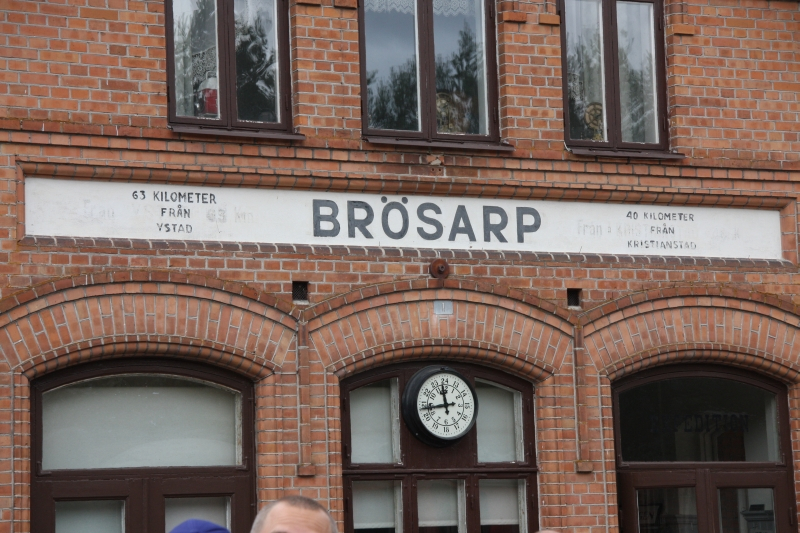 63 KILOMETER
FRÅN
YSTAD
BRÖSARP
40 KILOMETER
FRÅN
KRISTIANSTAD